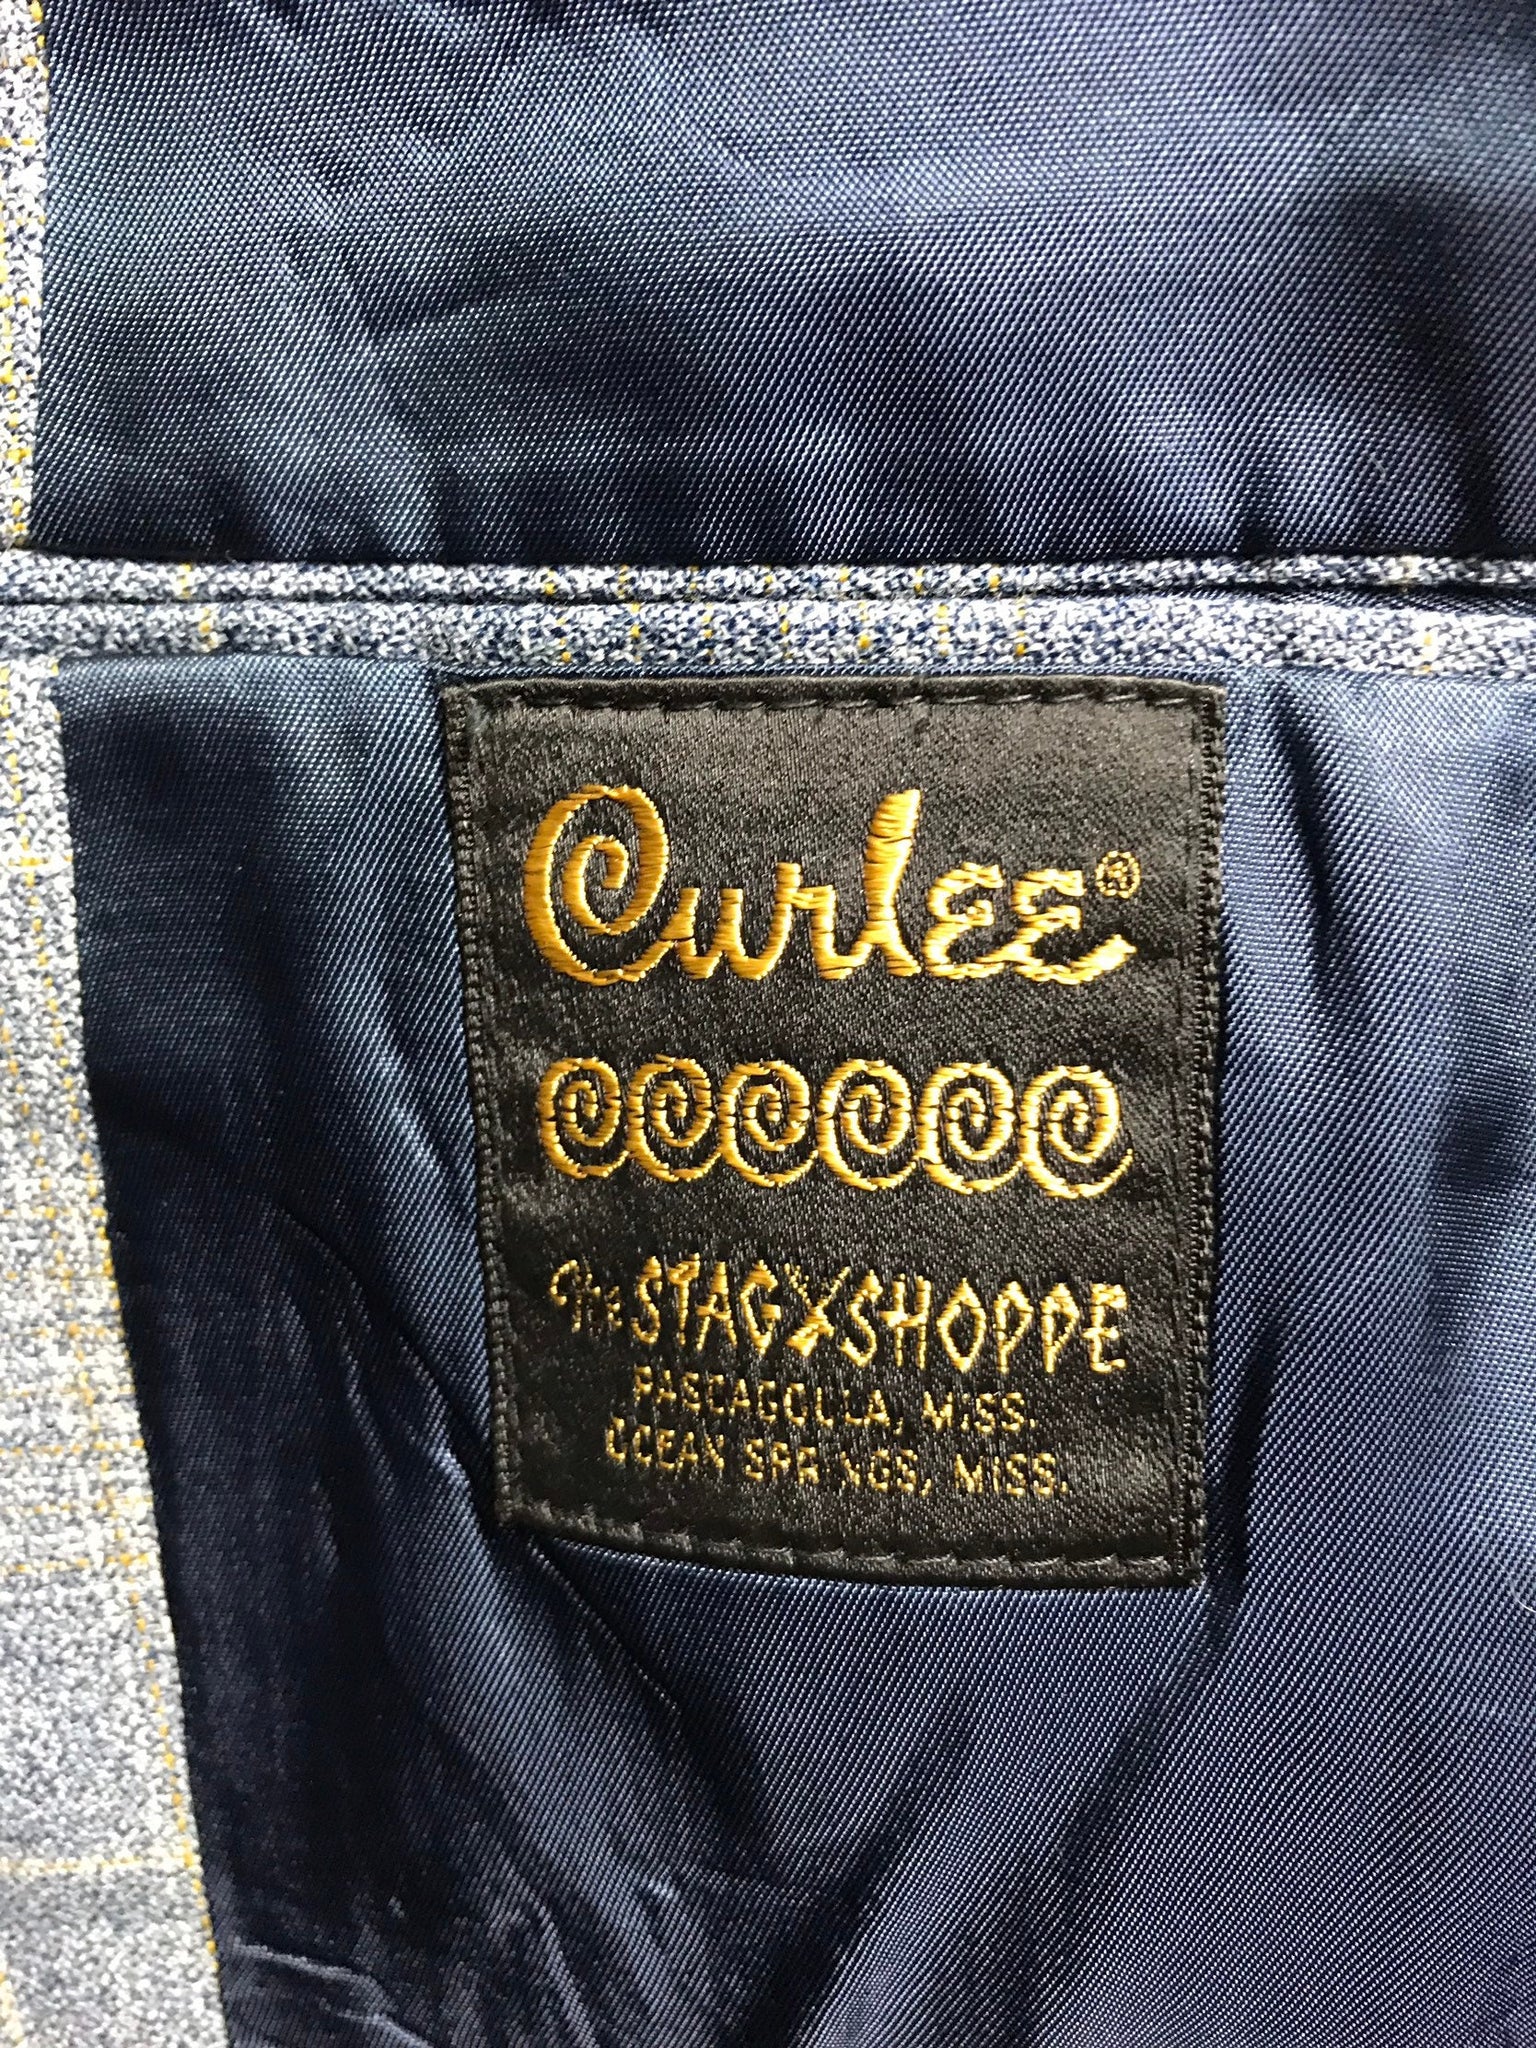 Curlee®
The STAG SHOPPE
PASCAGOULA, MISS.
OCEAN SPRINGS, MISS.